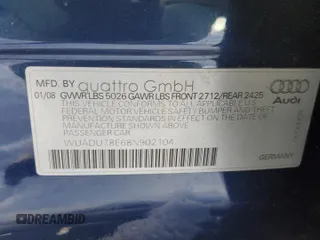 MFD. BY quattro GmbH
01/08 GVWR LBS 5026 GAWR LBS FRONT 2712/REAR 2425
THIS VEHICLE CONFORMS TO ALL APPLICABLE FEDERAL
MOTOR VEHICLE SAFETY BUMPER AND THEFT
PREVENTION STANDARDS IN EFFECT ON THE DATE OF
MANUFACTURE SHOWN ABOVE.
PASSENGER CAR
Audi
GERMANY
DREAMBID